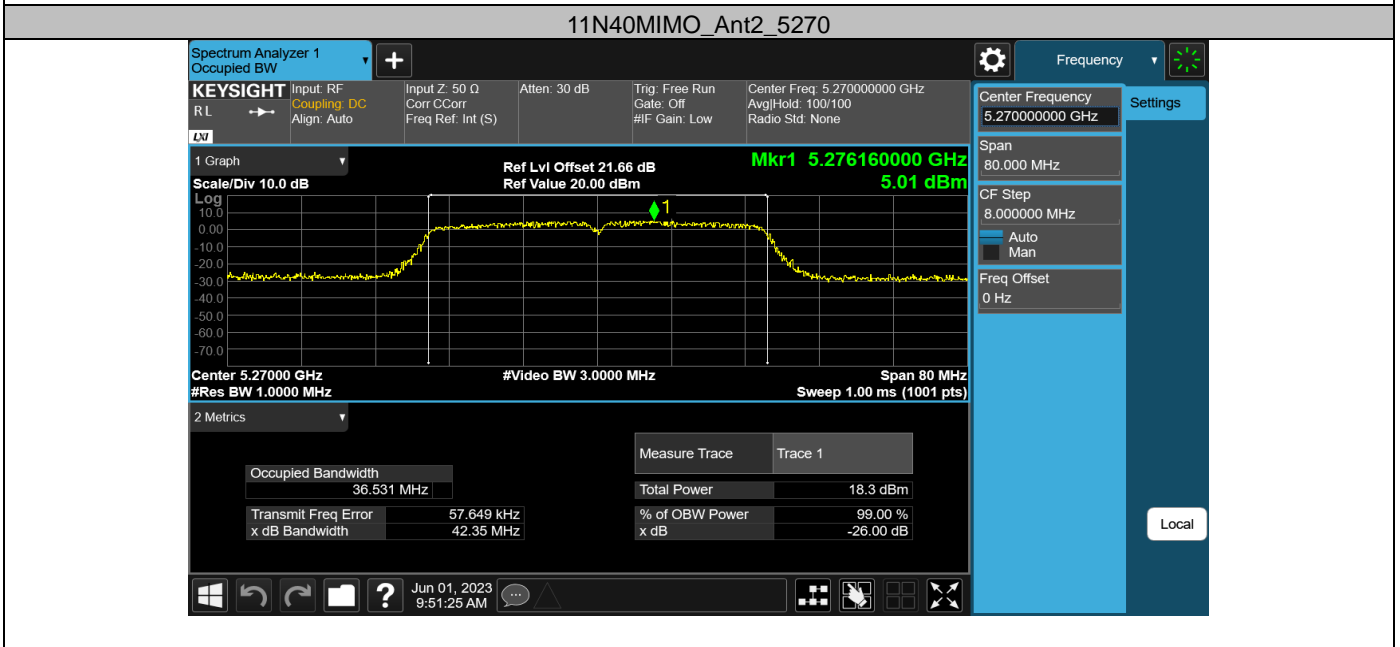 11N40MIMO_Ant2_5270
Spectrum Analyzer 1
Occupied BW
Frequency
KEYSIGHT
R L
LXI
Input: RF
Coupling: DC
Align: Auto
Input Z: 50 Ω
Corr CCorr
Freq Ref: Int (S)
Atten: 30 dB
Trig: Free Run
Gate: Off
#IF Gain: Low
Center Freq: 5.270000000 GHz
Avg|Hold: 100/100
Radio Std: None
1 Graph
Scale/Div 10.0 dB
Ref Lvl Offset 21.66 dB
Ref Value 20.00 dBm
Mkr1 5.276160000 GHz
5.01 dBm
Log
10.0
0.00
-10.0
-20.0
-30.0
-40.0
-50.0
-60.0
-70.0
1
Center 5.27000 GHz
#Res BW 1.0000 MHz
#Video BW 3.0000 MHz
Span 80 MHz
Sweep 1.00 ms (1001 pts)
2 Metrics
Occupied Bandwidth
36.531 MHz
Transmit Freq Error 57.649 kHz
x dB Bandwidth 42.35 MHz
Measure Trace Trace 1
Total Power 18.3 dBm
% of OBW Power 99.00 %
x dB -26.00 dB
Center Frequency
5.270000000 GHz
Span
80.000 MHz
CF Step
8.000000 MHz
Auto
Man
Freq Offset
0 Hz
Settings
Local
?
Jun 01, 2023
9:51:25 AM